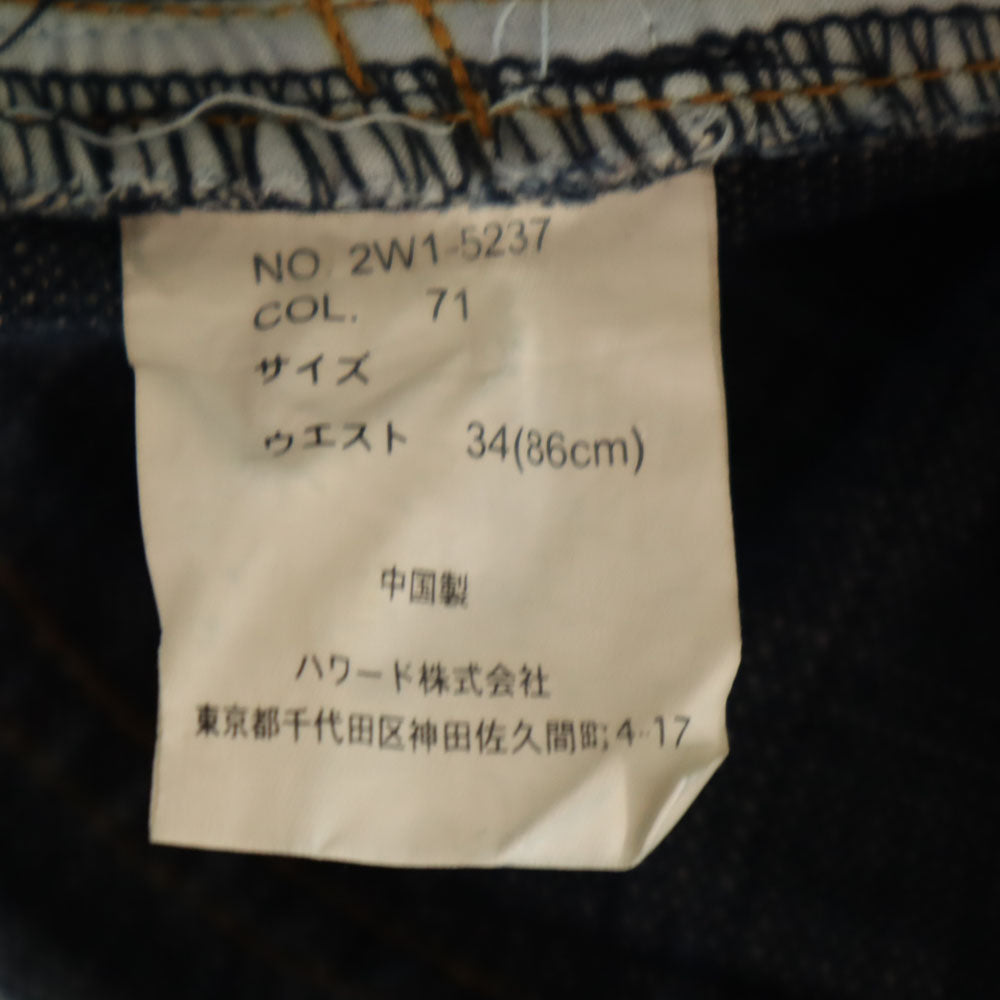 NO. 2W1-5237
COL. 71
サイズ
ウエスト 34(86cm)
中国製
ハワード株式会社
東京都千代田区神田佐久間町4-17